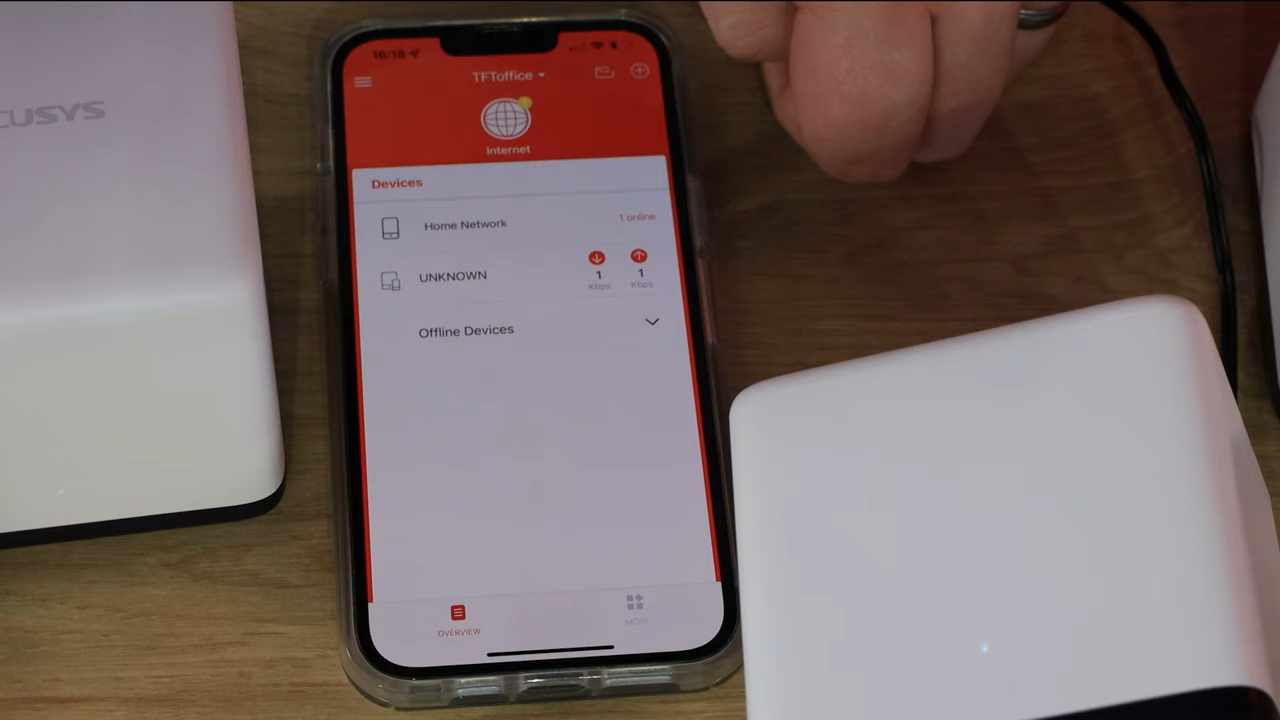 CUSYS
16:18
TFToffice
Internet
Devices
Home Network 1 online
UNKNOWN 1 Kbps 1 Kbps
Offline Devices
OVERVIEW MORE